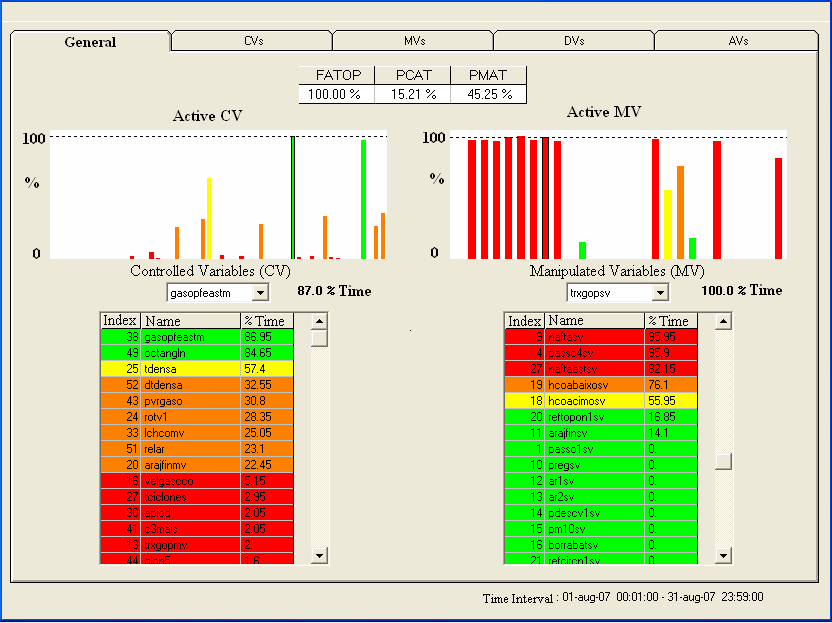 General CVs MVs DVs AVs
FATOP PCAT PMAT
100.00 % 15.21 % 45.25 %
Active CV
Active MV
100
%
0
100
%
0
Controlled Variables (CV)
gasopfeastm 87.0 % Time
Manipulated Variables (MV)
trxgopsv 100.0 % Time
Index Name % Time
38 gasopfeastm 86.95
49 octangln 84.65
25 tdensa 57.4
52 dtdensa 32.55
43 pvrgaso 30.8
24 rotv1 28.35
33 lchcomv 25.05
51 relar 23.1
20 arajfinmv 22.45
16 velgascco 5.15
27 tciclones 2.95
30 apiod 2.05
41 c3mais 2.05
13 trxgopmv 2
44 1.6
Index Name % Time
9 naftasv 95.95
4 passo4sv 95.9
27 naftaestsv 82.15
19 hcoabaixosv 76.1
18 hcoacimosv 55.95
20 reftopon1sv 16.85
11 arajfinsv 14.1
1 passo1sv 0.
10 pregsv 0.
12 ar1sv 0.
13 ar2sv 0.
14 pdescv1sv 0.
15 pm10sv 0.
16 borrabatsv 0.
21 refcircn1sv 0.
Time Interval : 01-aug-07 00:01:00 - 31-aug-07 23:59:00